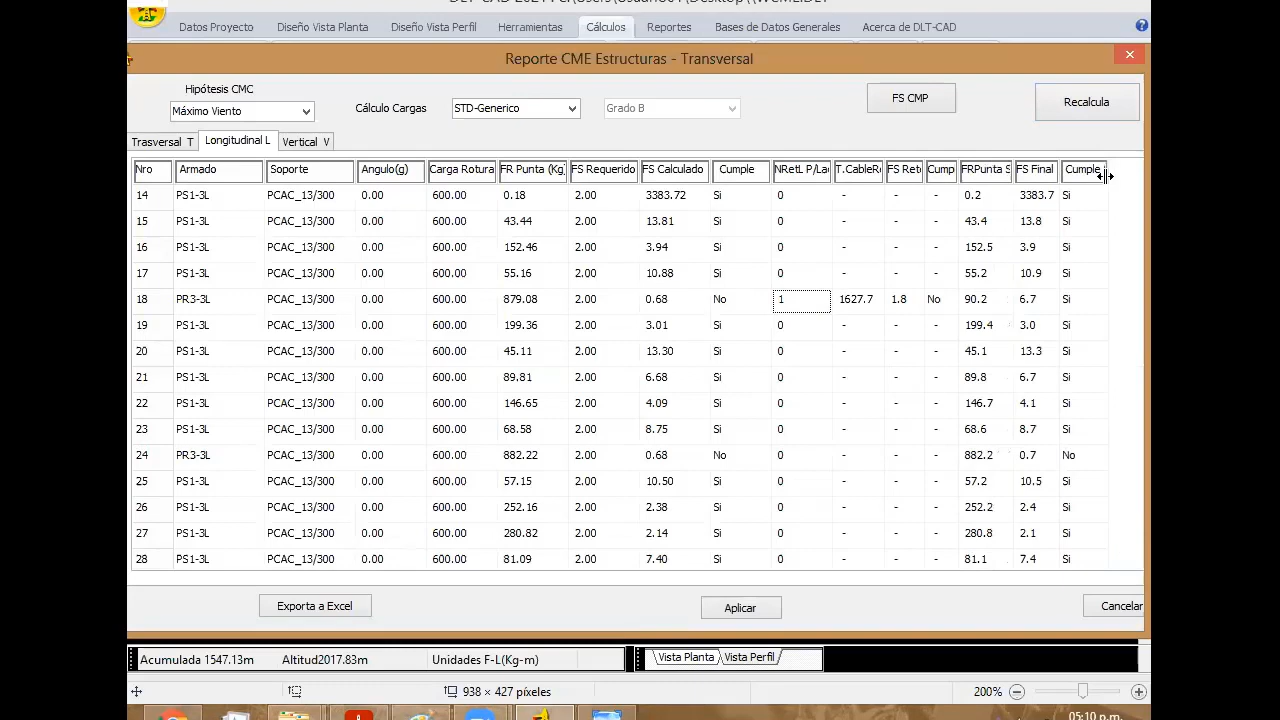 Datos Proyecto Diseño Vista Planta Diseño Vista Perfil Herramientas Cálculos Reportes Bases de Datos Generales Acerca de DLT-CAD
Reporte CME Estructuras - Transversal
Hipótesis CMC
Máximo Viento Cálculo Cargas STD-Generico Grado B FS CMP Recalcula
Trasversal T Longitudinal L Vertical V
Nro Armado Soporte Angulo(g) Carga Rotura FR Punta (Kg FS Requerido FS Calculado Cumple NRetL P/La T.CableR FS Ret Cump FRPunta S FS Final Cumple
14 PS1-3L PCAC_13/300 0.00 600.00 0.18 2.00 3383.72 Si 0 - - - 0.2 3383.7 Si
15 PS1-3L PCAC_13/300 0.00 600.00 43.44 2.00 13.81 Si 0 - - - 43.4 13.8 Si
16 PS1-3L PCAC_13/300 0.00 600.00 152.46 2.00 3.94 Si 0 - - - 152.5 3.9 Si
17 PS1-3L PCAC_13/300 0.00 600.00 55.16 2.00 10.88 Si 0 - - - 55.2 10.9 Si
18 PR3-3L PCAC_13/300 0.00 600.00 879.08 2.00 0.68 No 1 1627.7 1.8 No 90.2 6.7 Si
19 PS1-3L PCAC_13/300 0.00 600.00 199.36 2.00 3.01 Si 0 - - - 199.4 3.0 Si
20 PS1-3L PCAC_13/300 0.00 600.00 45.11 2.00 13.30 Si 0 - - - 45.1 13.3 Si
21 PS1-3L PCAC_13/300 0.00 600.00 89.81 2.00 6.68 Si 0 - - - 89.8 6.7 Si
22 PS1-3L PCAC_13/300 0.00 600.00 146.65 2.00 4.09 Si 0 - - - 146.7 4.1 Si
23 PS1-3L PCAC_13/300 0.00 600.00 68.58 2.00 8.75 Si 0 - - - 68.6 8.7 Si
24 PR3-3L PCAC_13/300 0.00 600.00 882.22 2.00 0.68 No 0 - - - 882.2 0.7 No
25 PS1-3L PCAC_13/300 0.00 600.00 57.15 2.00 10.50 Si 0 - - - 57.2 10.5 Si
26 PS1-3L PCAC_13/300 0.00 600.00 252.16 2.00 2.38 Si 0 - - - 252.2 2.4 Si
27 PS1-3L PCAC_13/300 0.00 600.00 280.82 2.00 2.14 Si 0 - - - 280.8 2.1 Si
28 PS1-3L PCAC_13/300 0.00 600.00 81.09 2.00 7.40 Si 0 - - - 81.1 7.4 Si
Exporta a Excel Aplicar Cancelar
Acumulada 1547.13m Altitud2017.83m Unidades F-L(Kg-m) Vista Planta Vista Perfil
938 × 427 píxeles 200%
05:10 p.m.